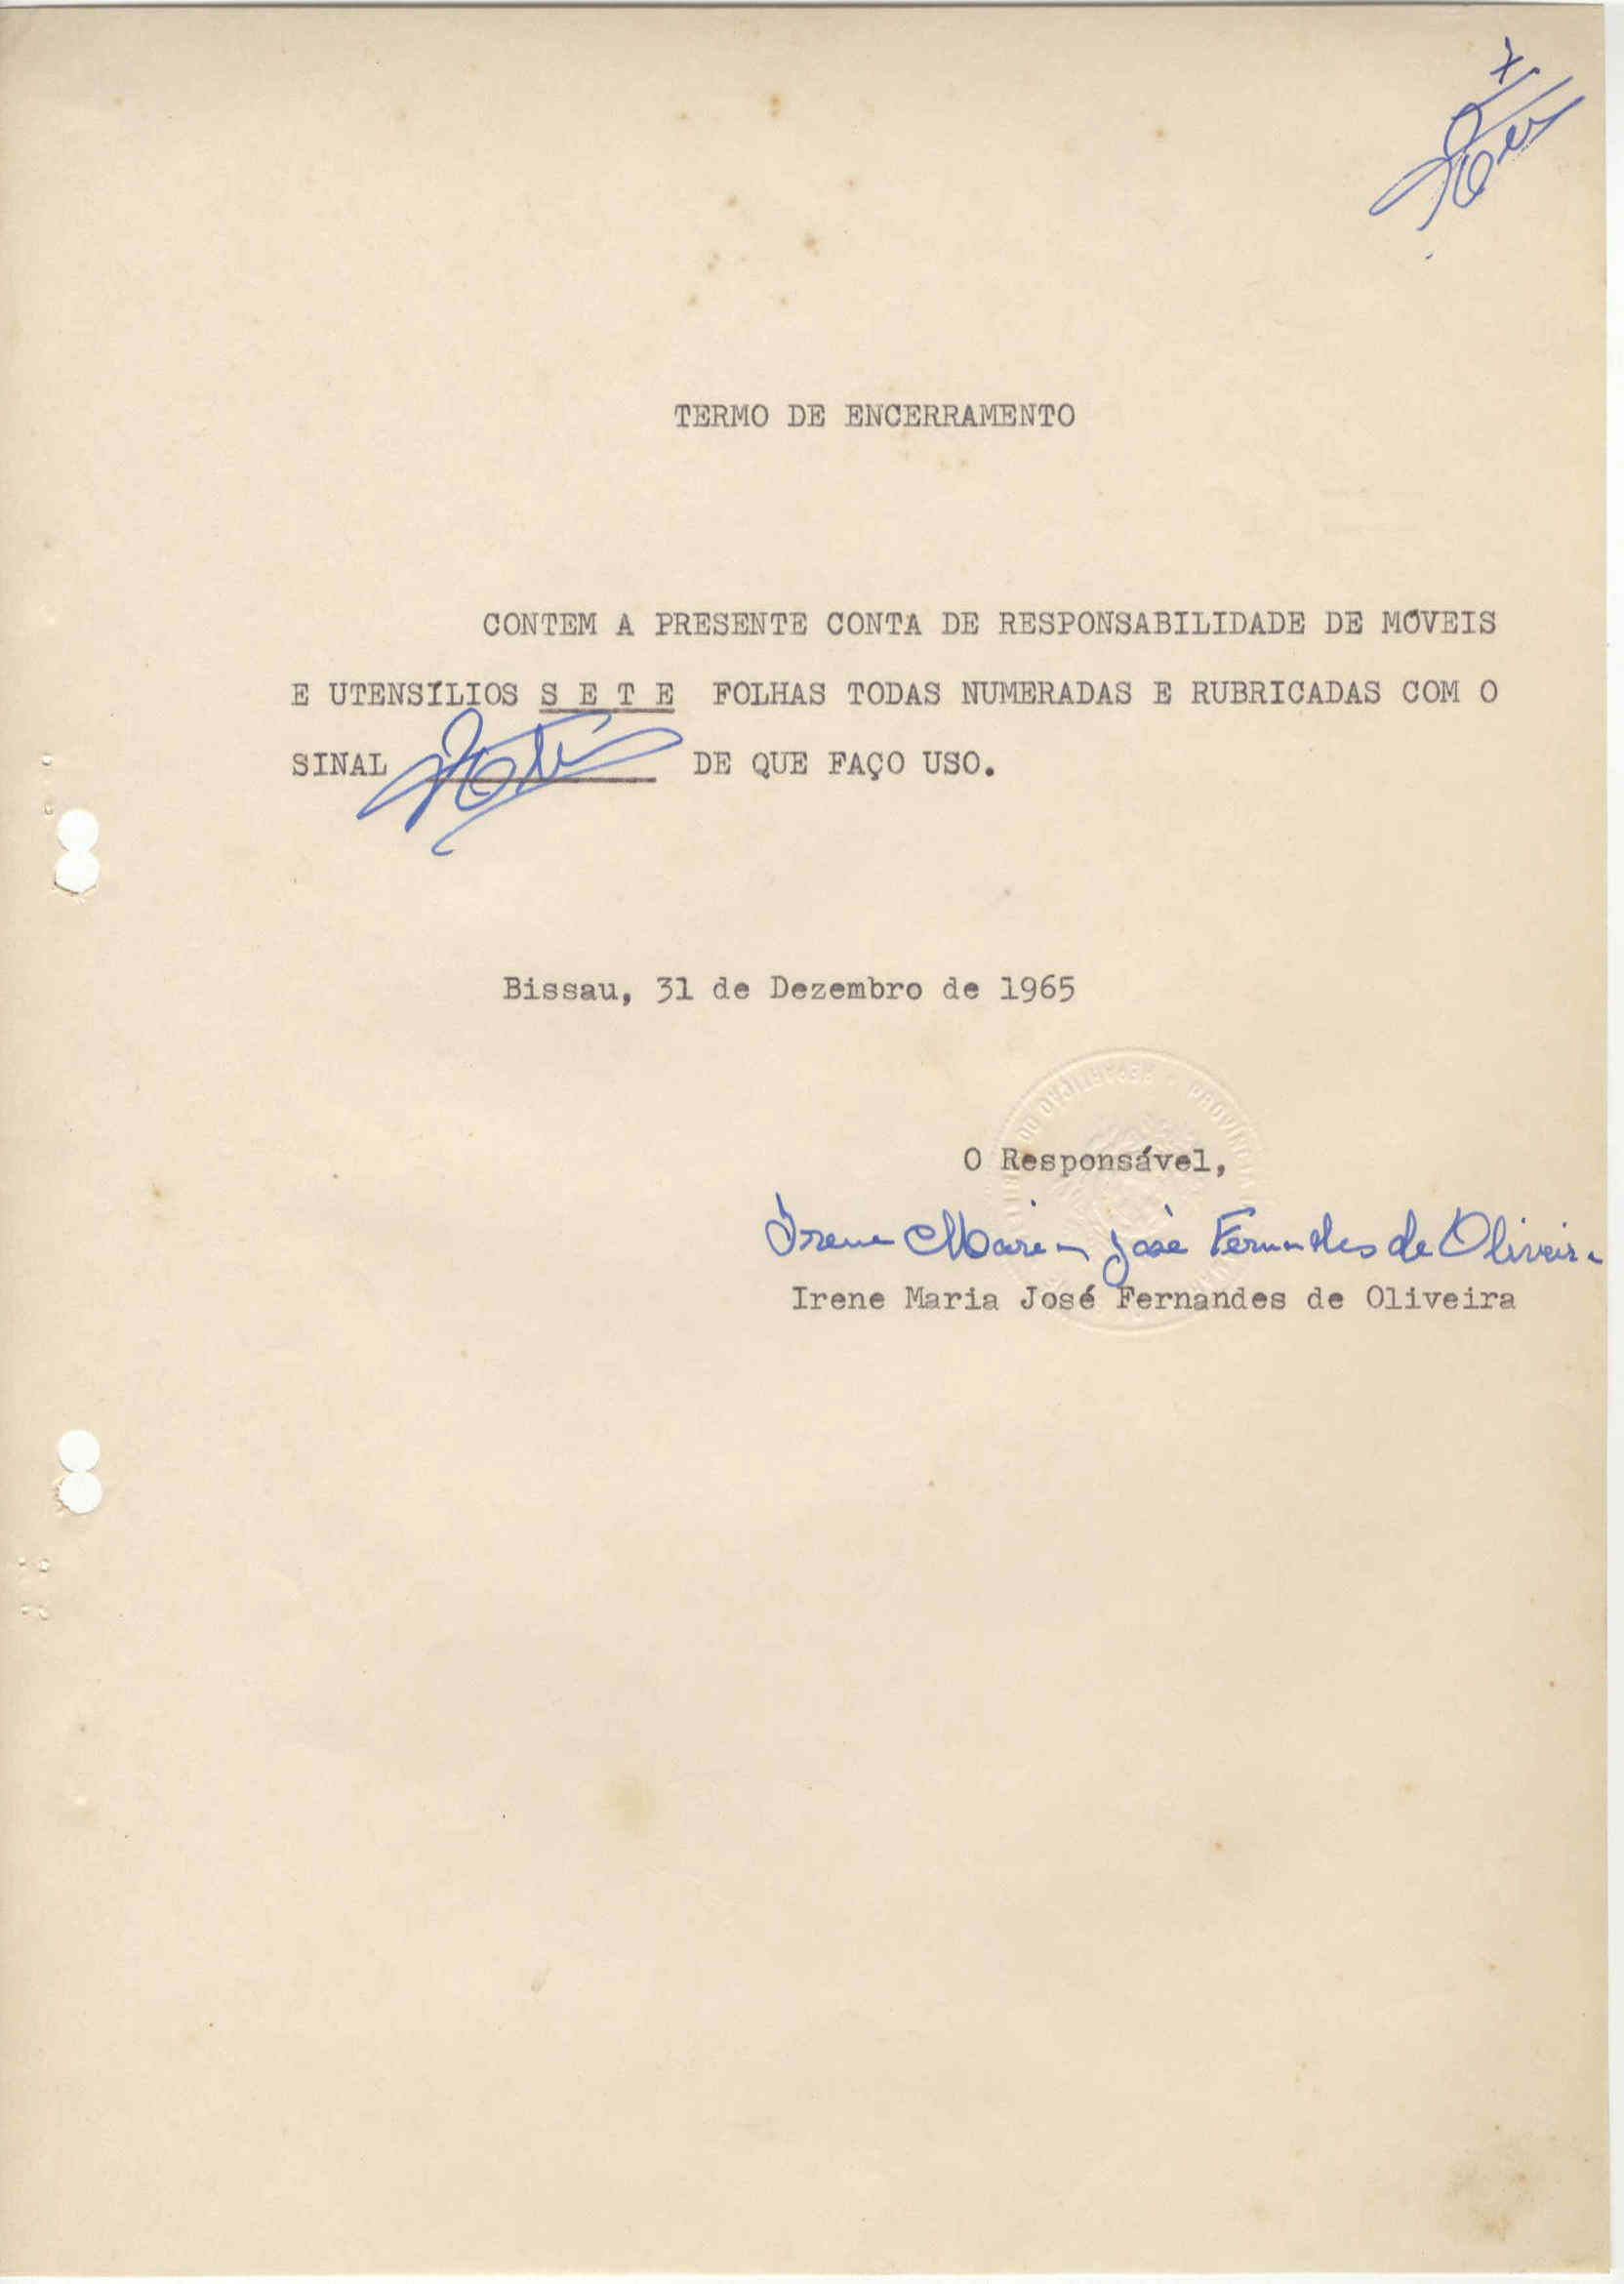 7
TERMO DE ENCERRAMENTO
CONTEM A PRESENTE CONTA DE RESPONSABILIDADE DE MÓVEIS
E UTENSÍLIOS S E T E FOLHAS TODAS NUMERADAS E RUBRICADAS COM O
SINAL DE QUE FAÇO USO.
Bissau, 31 de Dezembro de 1965
REPARTIÇÃO PROVÍNCIA
O Responsável,
Irene Maria José Fernandes de Oliveira
Irene Maria José Fernandes de Oliveira